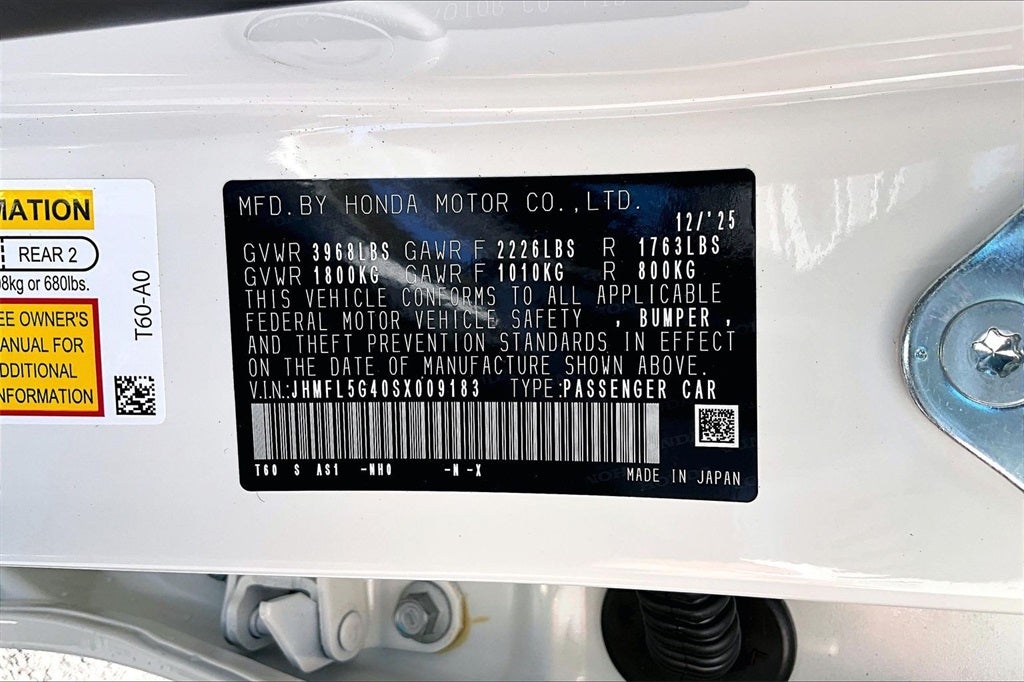 MATION
REAR 2
8kg or 680lbs.
EE OWNER'S
ANUAL FOR
DDITIONAL
NFORMATION
T60-A0
MFD.BY HONDA MOTOR CO.,LTD.
12/'25
GVWR 3968LBS GAWR F 2226LBS R 1763LBS
GVWR 1800KG GAWR F 1010KG R 800KG
THIS VEHICLE CONFORMS TO ALL APPLICABLE
FEDERAL MOTOR VEHICLE SAFETY , BUMPER ,
AND THEFT PREVENTION STANDARDS IN EFFECT
ON THE DATE OF MANUFACTURE SHOWN ABOVE.
V.I.N:JHMFL5G40SX009183 TYPE:PASSENGER CAR
T60 S AS1 -NH0 -N -X
MADE IN JAPAN